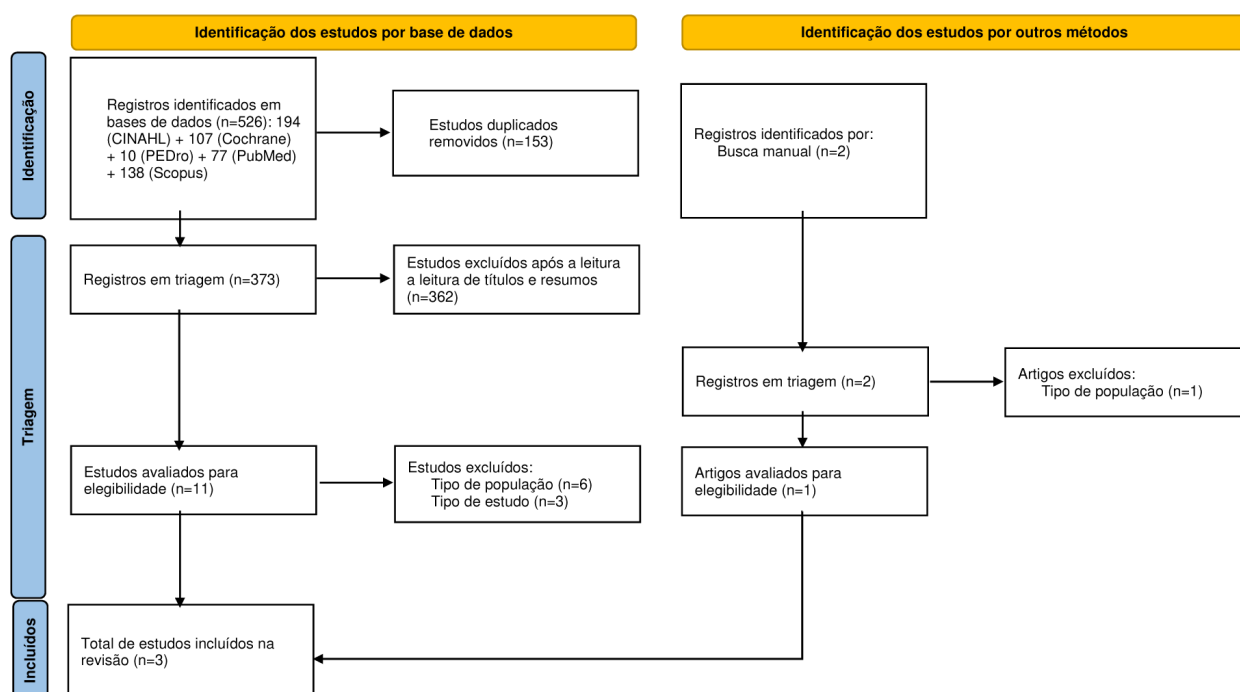 Identificação dos estudos por base de dados
Identificação dos estudos por outros métodos
Identificação
Registros identificados em
bases de dados (n=526): 194
(CINAHL) + 107 (Cochrane)
+ 10 (PEDro) + 77 (PubMed)
+ 138 (Scopus)
Estudos duplicados
removidos (n=153)
Registros identificados por:
Busca manual (n=2)
Triagem
Registros em triagem (n=373)
Estudos excluídos após a leitura
a leitura de títulos e resumos
(n=362)
Registros em triagem (n=2)
Artigos excluídos:
Tipo de população (n=1)
Estudos avaliados para
elegibilidade (n=11)
Estudos excluídos:
Tipo de população (n=6)
Tipo de estudo (n=3)
Artigos avaliados para
elegibilidade (n=1)
Incluídos
Total de estudos incluídos na
revisão (n=3)